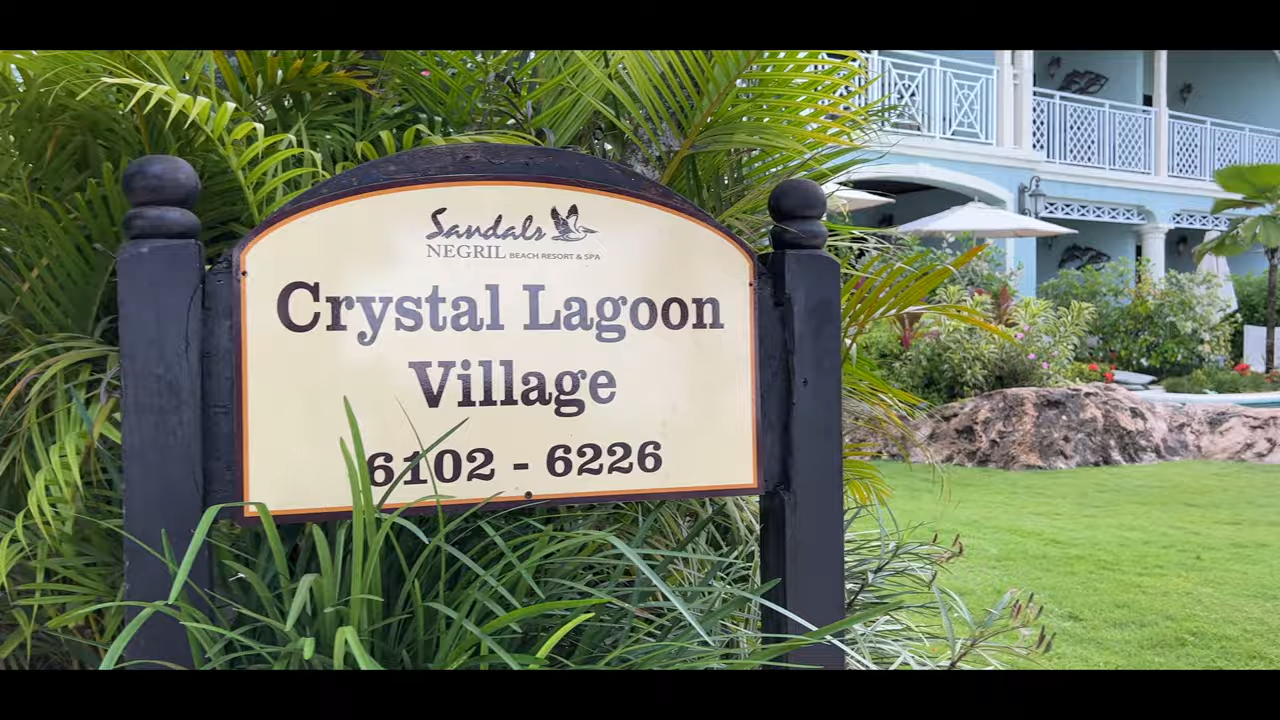 Sandals
NEGRIL BEACH RESORT & SPA
Crystal Lagoon
Village
6102 - 6226